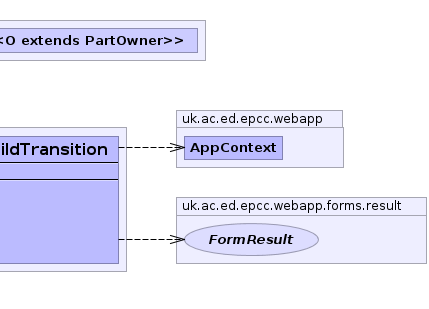 <O extends PartOwner>>
uk.ac.ed.epcc.webapp
ildTransition
AppContext
uk.ac.ed.epcc.webapp.forms.result
FormResult